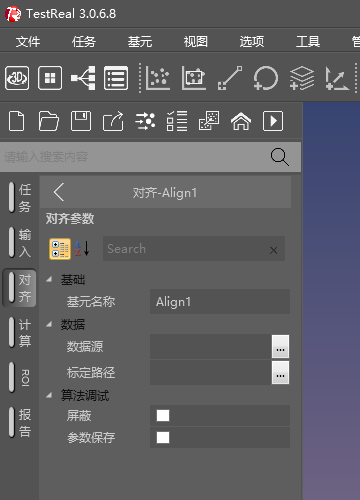 TestReal 3.0.6.8
文件 任务 基元 视图 选项 工具
3D
请输入搜索内容
任务
输入
对齐
计算
ROI
报告
对齐-Align1
对齐参数
Search
基础
基元名称 Align1
数据
数据源 ...
标定路径 ...
算法调试
屏蔽
参数保存